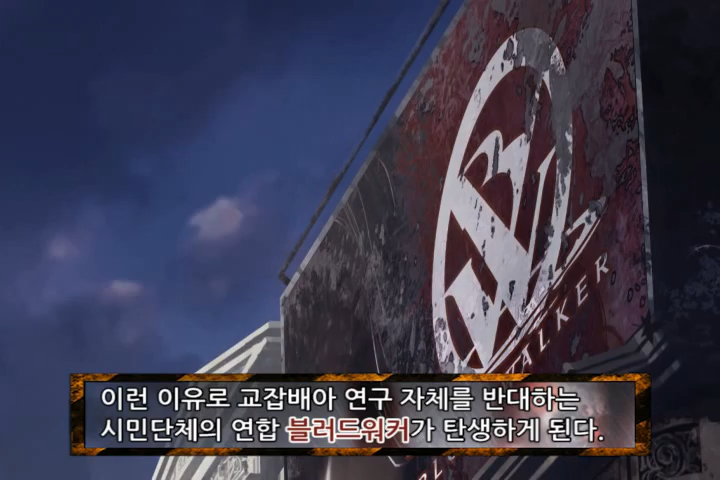 TALKER
이런 이유로 교잡배아 연구 자체를 반대하는
시민단체의 연합 블러드워커가 탄생하게 된다.